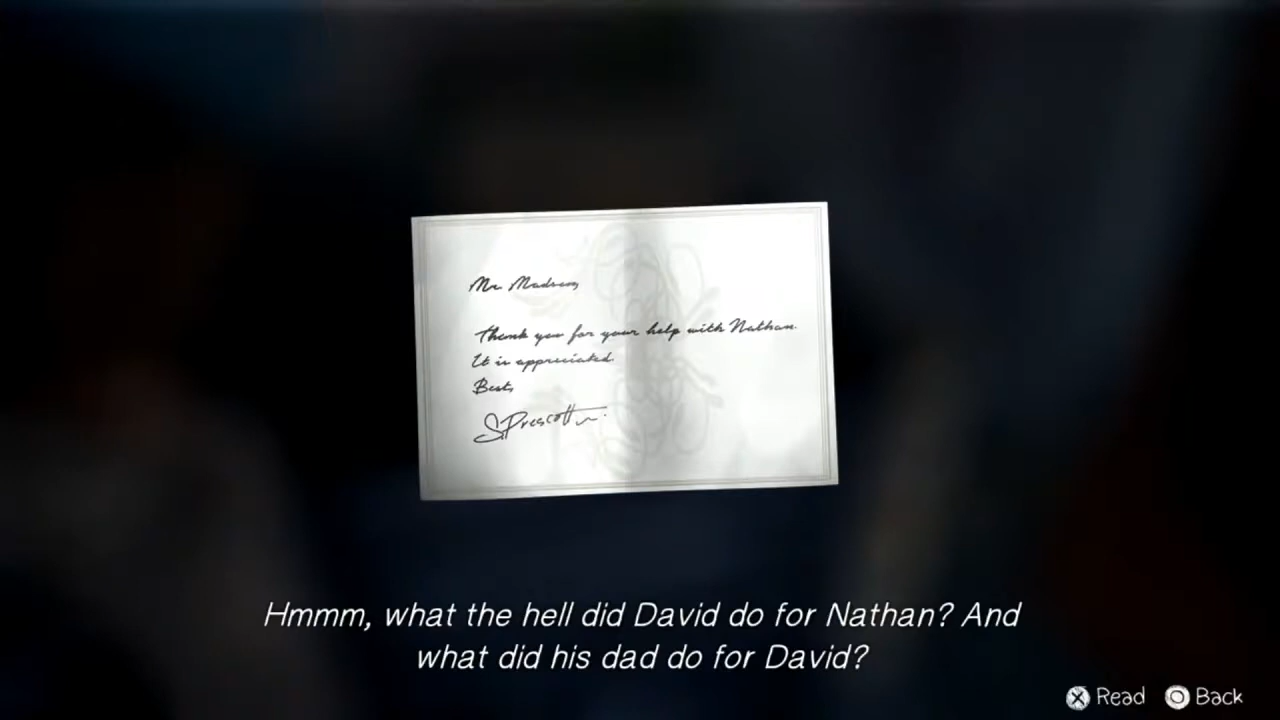 Mr. Madsen,
Thank you for your help with Nathan.
It is appreciated.
Best,
S Prescott
Hmmm, what the hell did David do for Nathan? And
what did his dad do for David?
Read Back